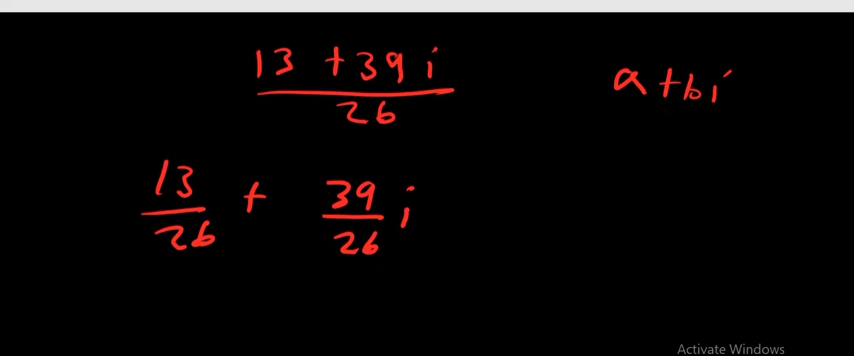 13 + 39 i
26
a + bi
13/26 + 39/26 i
Activate Windows